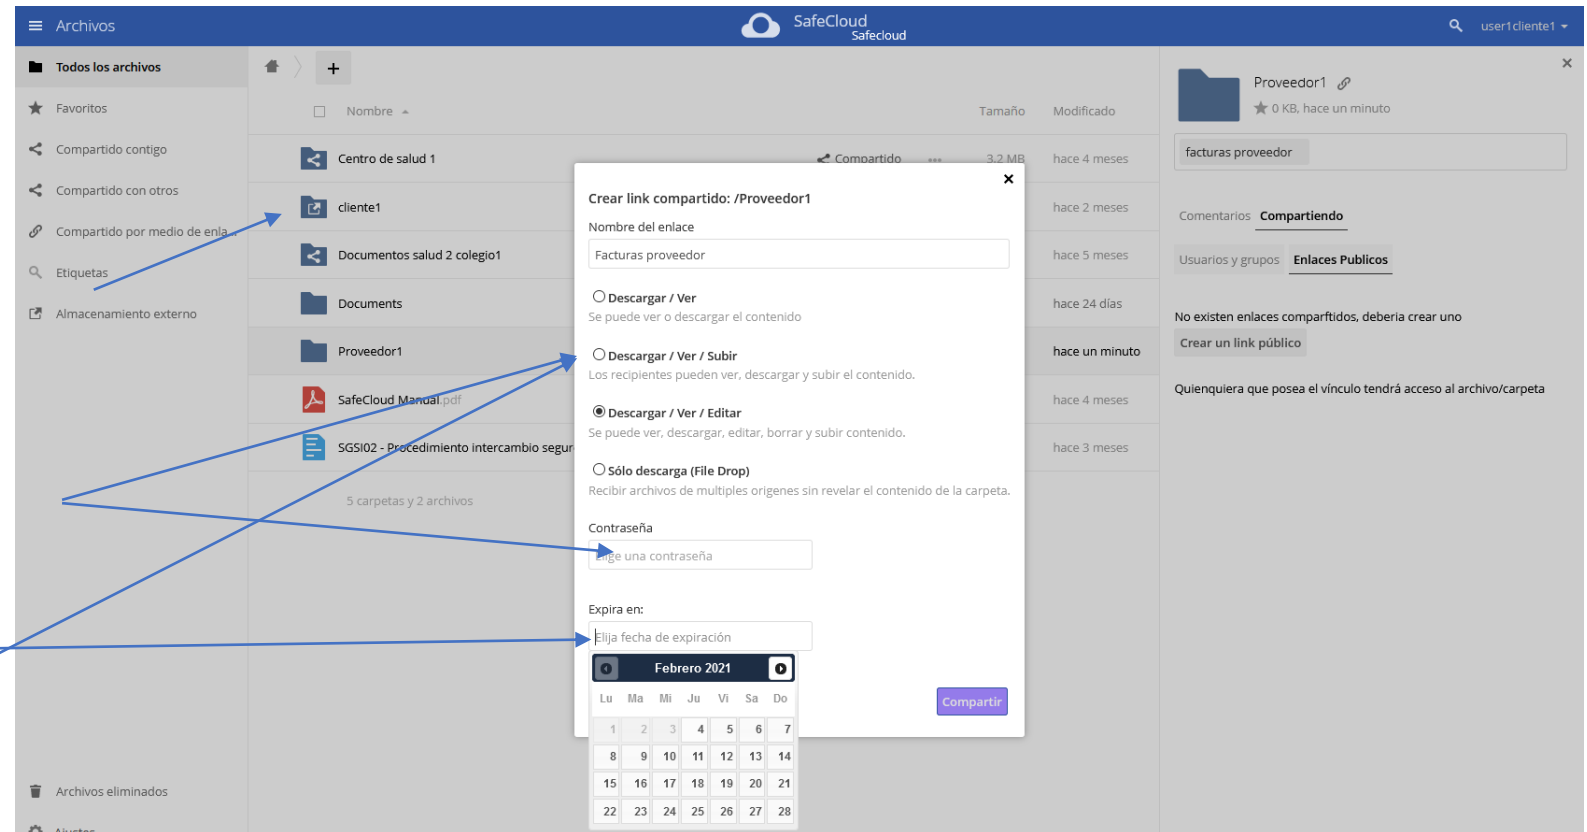 Archivos
SafeCloud
Safecloud
user1cliente1
Todos los archivos
Favoritos
Compartido contigo
Compartido con otros
Compartido por medio de enla...
Etiquetas
Almacenamiento externo
Archivos eliminados
Ajustes
+
Nombre
Tamaño
Modificado
Centro de salud 1
Compartido
3.2 MB
hace 4 meses
cliente1
hace 2 meses
Documentos salud 2 colegio1
hace 5 meses
Documents
hace 24 días
Proveedor1
hace un minuto
SafeCloud Manual.pdf
hace 4 meses
SGSI02 - Procedimiento intercambio segur
hace 3 meses
5 carpetas y 2 archivos
Crear link compartido: /Proveedor1
Nombre del enlace
Facturas proveedor
Descargar / Ver
Se puede ver o descargar el contenido
Descargar / Ver / Subir
Los recipientes pueden ver, descargar y subir el contenido.
Descargar / Ver / Editar
Se puede ver, descargar, editar, borrar y subir contenido.
Sólo descarga (File Drop)
Recibir archivos de multiples origenes sin revelar el contenido de la carpeta.
Contraseña
Elige una contraseña
Expira en:
Elija fecha de expiración
Febrero 2021
Lu Ma Mi Ju Vi Sa Do
1 2 3 4 5 6 7
8 9 10 11 12 13 14
15 16 17 18 19 20 21
22 23 24 25 26 27 28
Compartir
Proveedor1
0 KB, hace un minuto
facturas proveedor
Comentarios Compartiendo
Usuarios y grupos Enlaces Publicos
No existen enlaces comparftidos, deberia crear uno
Crear un link público
Quienquiera que posea el vínculo tendrá acceso al archivo/carpeta